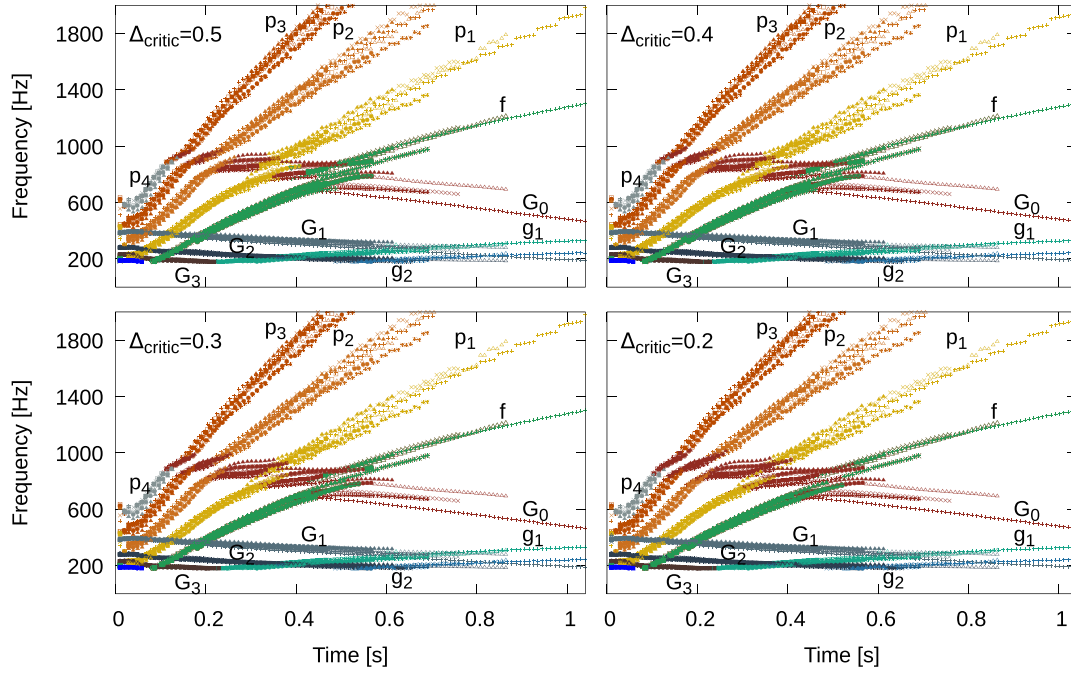 Δcritic=0.5
p3
p2
p1
Δcritic=0.4
p3
p2
p1
1800
1400
1000
600
200
Frequency [Hz]
f
f
p4
p4
G0
G0
G1
g1
G1
g1
G2
G2
G3
g2
G3
g2
Δcritic=0.3
p3
p2
p1
Δcritic=0.2
p3
p2
p1
1800
1400
1000
600
200
Frequency [Hz]
f
f
p4
p4
G0
G0
G1
g1
G1
g1
G2
G2
G3
g2
G3
g2
0 0.2 0.4 0.6 0.8 1
0 0.2 0.4 0.6 0.8 1
Time [s]
Time [s]